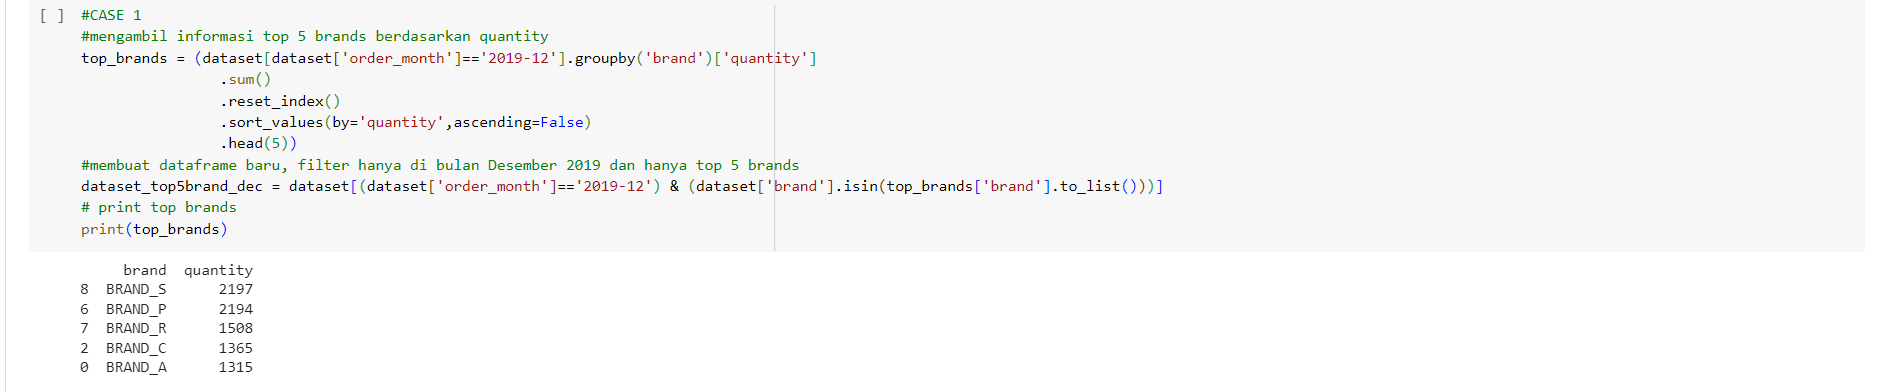 [ ] #CASE 1
#mengambil informasi top 5 brands berdasarkan quantity
top_brands = (dataset[dataset['order_month']=='2019-12'].groupby('brand')['quantity']
.sum()
.reset_index()
.sort_values(by='quantity',ascending=False)
.head(5))
#membuat dataframe baru, filter hanya di bulan Desember 2019 dan hanya top 5 brands
dataset_top5brand_dec = dataset[(dataset['order_month']=='2019-12') & (dataset['brand'].isin(top_brands['brand'].to_list()))]
# print top brands
print(top_brands)
brand quantity
8 BRAND_S 2197
6 BRAND_P 2194
7 BRAND_R 1508
2 BRAND_C 1365
0 BRAND_A 1315